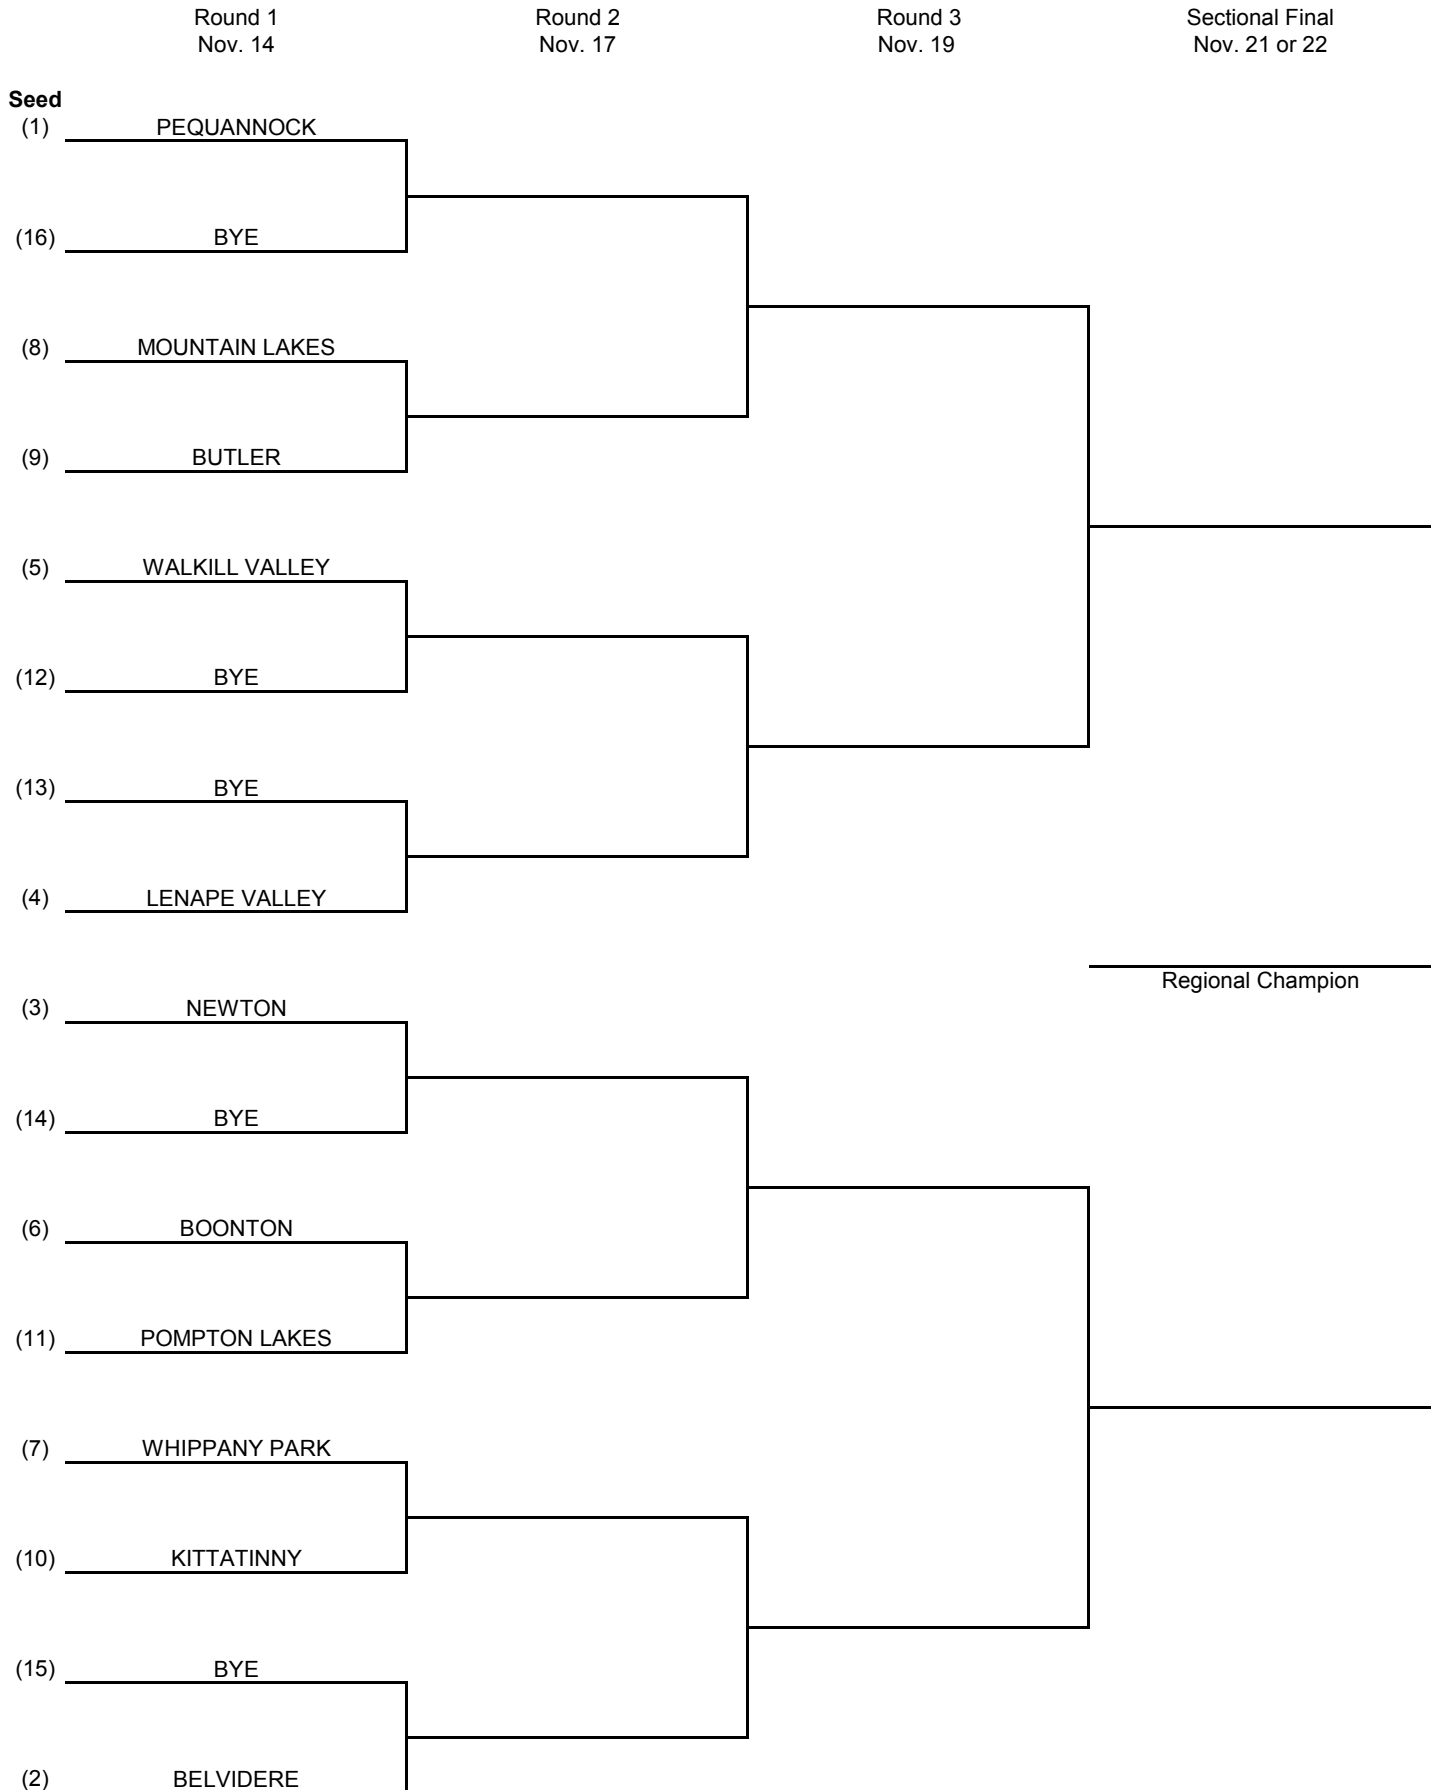 Round 1 Round 2 Round 3 Sectional Final
Nov. 14 Nov. 17 Nov. 19 Nov. 21 or 22
Seed
(1) PEQUANNOCK
(16) BYE
(8) MOUNTAIN LAKES
(9) BUTLER
(5) WALKILL VALLEY
(12) BYE
(13) BYE
(4) LENAPE VALLEY
Regional Champion
(3) NEWTON
(14) BYE
(6) BOONTON
(11) POMPTON LAKES
(7) WHIPPANY PARK
(10) KITTATINNY
(15) BYE
(2) BELVIDERE